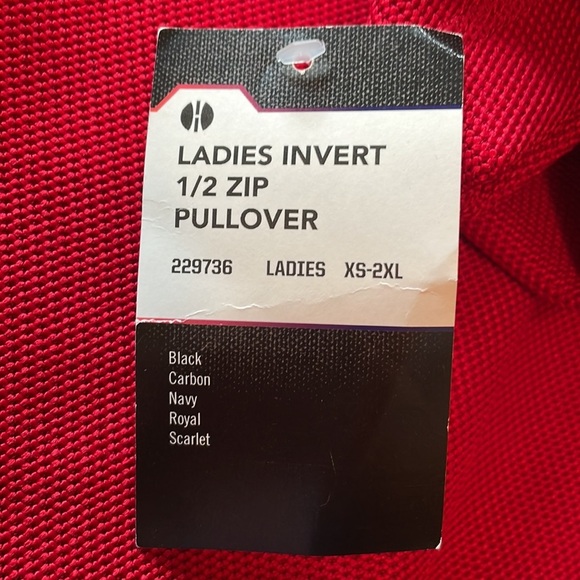 LADIES INVERT
1/2 ZIP
PULLOVER
229736 LADIES XS-2XL
Black
Carbon
Navy
Royal
Scarlet